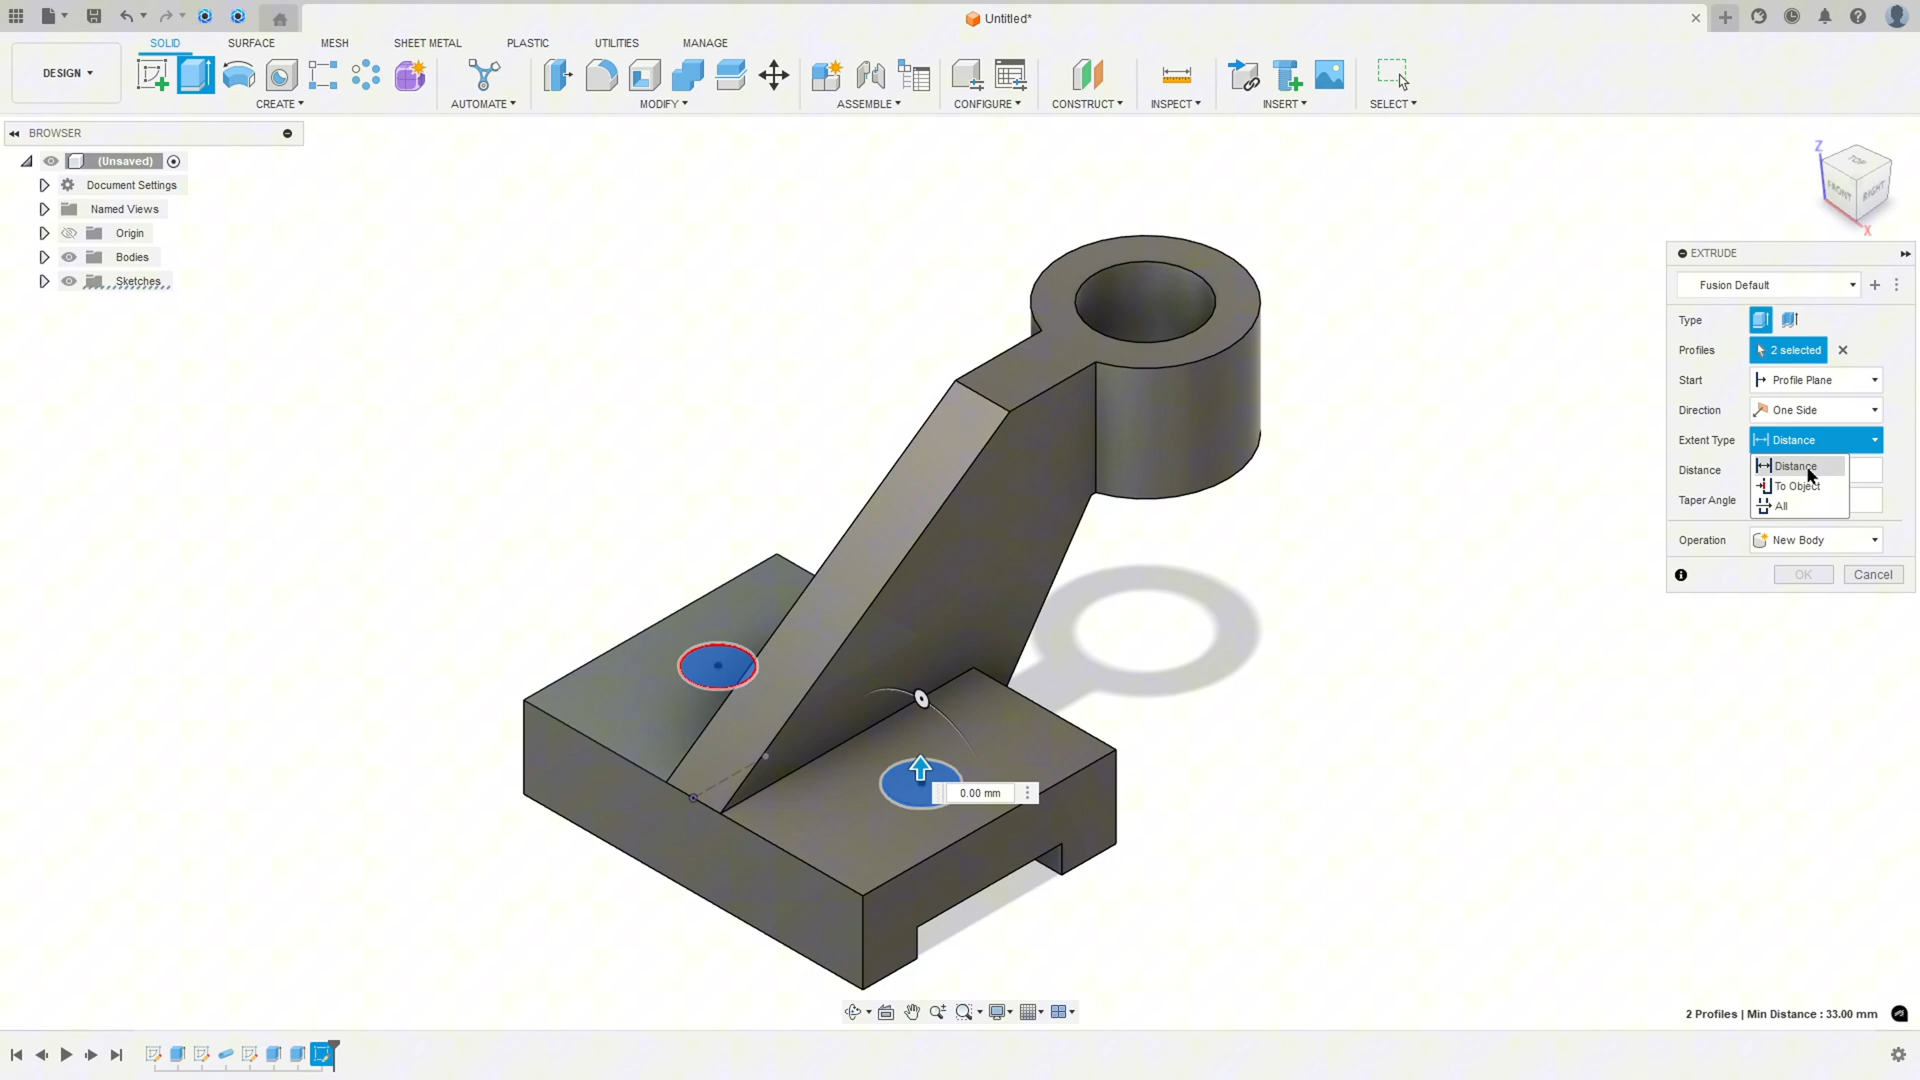 Untitled*
DESIGN
SOLID
SURFACE
MESH
SHEET METAL
PLASTIC
UTILITIES
MANAGE
CREATE
AUTOMATE
MODIFY
ASSEMBLE
CONFIGURE
CONSTRUCT
INSPECT
INSERT
SELECT
BROWSER
(Unsaved)
Document Settings
Named Views
Origin
Bodies
Sketches
Z
TOP
FRONT
RIGHT
X
EXTRUDE
Fusion Default
Type
Profiles
2 selected
Start
Profile Plane
Direction
One Side
Extent Type
Distance
Distance
Distance
To Object
All
Taper Angle
Operation
New Body
OK
Cancel
0.00 mm
2 Profiles | Min Distance : 33.00 mm